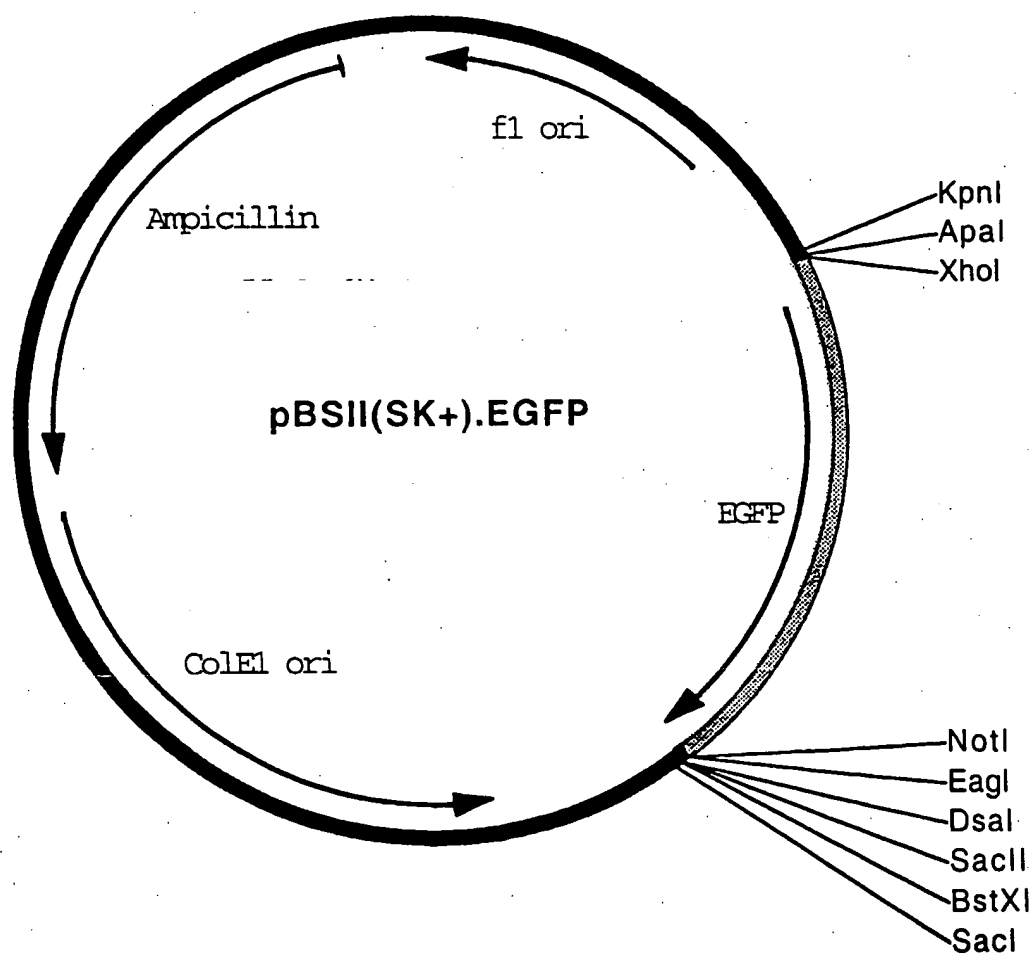 f1 ori
Ampicillin
KpnI
ApaI
XhoI
pBSII(SK+).EGFP
EGFP
ColE1 ori
NotI
EagI
DsaI
SacII
BstXI
SacI